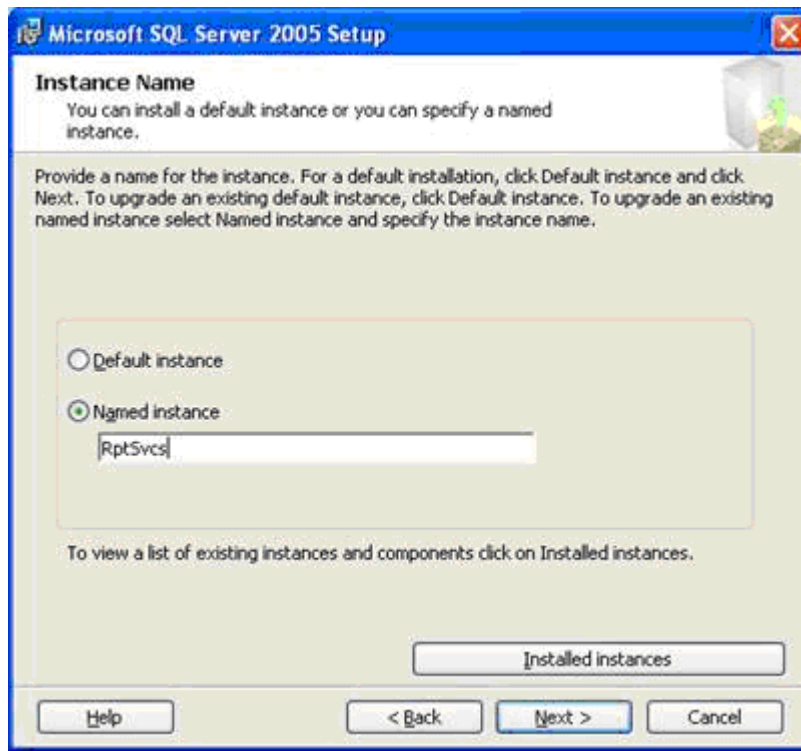 Microsoft SQL Server 2005 Setup
Instance Name
You can install a default instance or you can specify a named
instance.
Provide a name for the instance. For a default installation, click Default instance and click
Next. To upgrade an existing default instance, click Default instance. To upgrade an existing
named instance select Named instance and specify the instance name.
Default instance
Named instance
RptSvcs
To view a list of existing instances and components click on Installed instances.
Installed instances
Help
< Back
Next >
Cancel